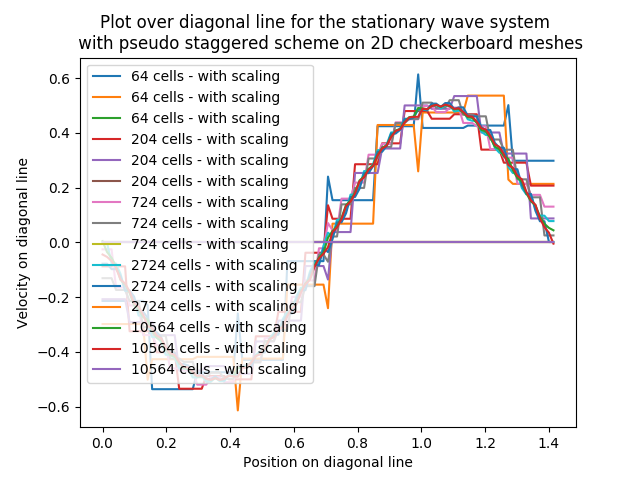 Plot over diagonal line for the stationary wave system
with pseudo staggered scheme on 2D checkerboard meshes
Velocity on diagonal line
0.6
0.4
0.2
0.0
−0.2
−0.4
−0.6
64 cells - with scaling
64 cells - with scaling
64 cells - with scaling
204 cells - with scaling
204 cells - with scaling
204 cells - with scaling
724 cells - with scaling
724 cells - with scaling
724 cells - with scaling
2724 cells - with scaling
2724 cells - with scaling
2724 cells - with scaling
10564 cells - with scaling
10564 cells - with scaling
10564 cells - with scaling
0.0 0.2 0.4 0.6 0.8 1.0 1.2 1.4
Position on diagonal line